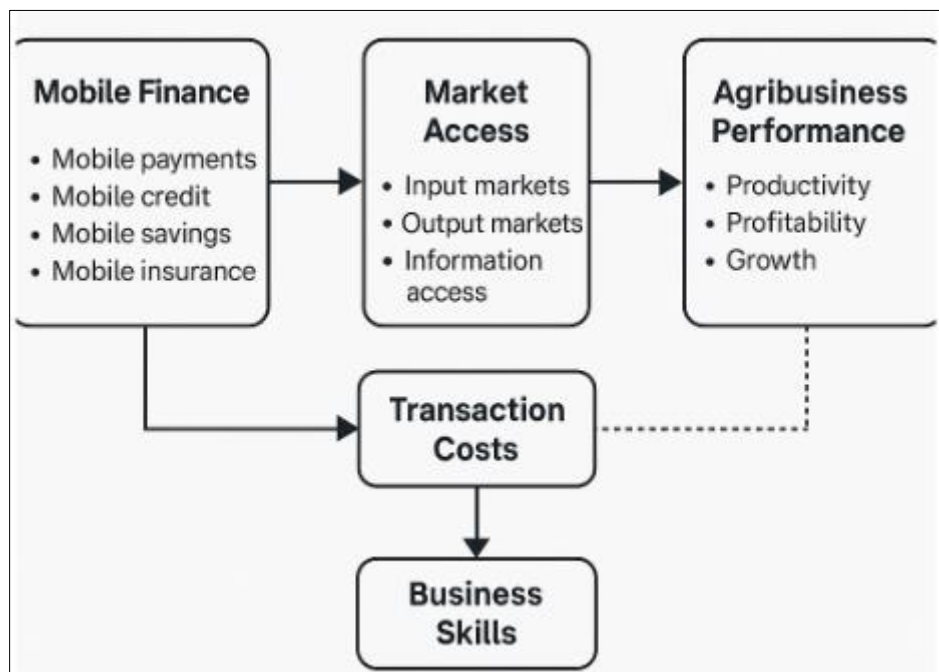 Mobile Finance
• Mobile payments
• Mobile credit
• Mobile savings
• Mobile insurance
Market
Access
• Input markets
• Output markets
• Information
access
Agribusiness
Performance
• Productivity
• Profitability
• Growth
Transaction
Costs
Business
Skills